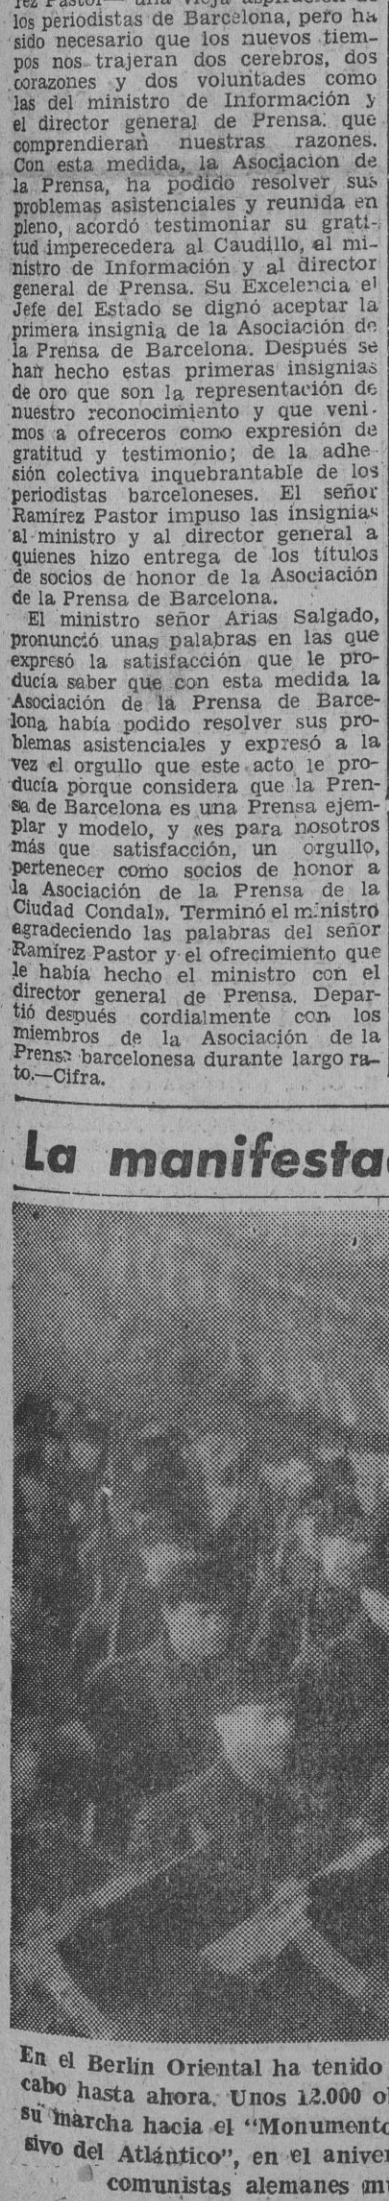 rez Pastor— una vieja aspiración de
los periodistas de Barcelona, pero ha
sido necesario que los nuevos tiem-
pos nos trajeran dos cerebros, dos
corazones y dos voluntades como
las del ministro de Información y
el director general de Prensa: que
comprendieran nuestras razones.
Con esta medida, la Asociación de
la Prensa, ha podido resolver sus
problemas asistenciales y reunida en
pleno, acordó testimoniar su grati-
tud imperecedera al Caudillo, al mi-
nistro de Información y al director
general de Prensa. Su Excelencia el
Jefe del Estado se dignó aceptar la
primera insignia de la Asociación de
la Prensa de Barcelona. Después se
han hecho estas primeras insignias
de oro que son la representación de
nuestro reconocimiento y que veni-
mos a ofreceros como expresión de
gratitud y testimonio; de la adhe-
sión colectiva inquebrantable de los
periodistas barceloneses. El señor
Ramírez Pastor impuso las insignias
al ministro y al director general a
quienes hizo entrega de los títulos
de socios de honor de la Asociación
de la Prensa de Barcelona.
El ministro señor Arias Salgado,
pronunció unas palabras en las que
expresó la satisfacción que le pro-
ducía saber que con esta medida la
Asociación de la Prensa de Barce-
lona había podido resolver sus pro-
blemas asistenciales y expresó a la
vez el orgullo que este acto le pro-
ducía porque considera que la Pren-
sa de Barcelona es una Prensa ejem-
plar y modelo, y «es para nosotros
más que satisfacción, un orgullo,
pertenecer como socios de honor a
la Asociación de la Prensa de la
Ciudad Condal». Terminó el ministro
agradeciendo las palabras del señor
Ramírez Pastor y el ofrecimiento que
le había hecho el ministro con el
director general de Prensa. Depar-
tió después cordialmente con los
miembros de la Asociación de la
Prensa barcelonesa durante largo ra-
to.—Cifra.
La manifesta
En el Berlín Oriental ha tenido
cabo hasta ahora. Unos 12.000 o
su marcha hacia el "Monumento
sivo del Atlántico", en el aniver
comunistas alemanes m